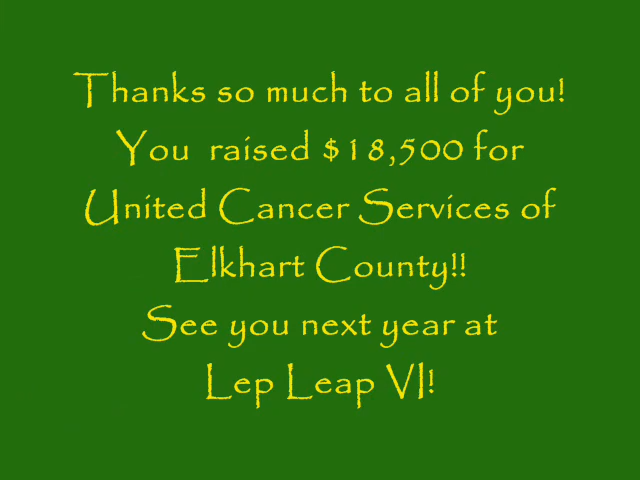 Thanks so much to all of you!
You  raised $18,500 for
United Cancer Services of
Elkhart County!!
See you next year at
Lep Leap VI!